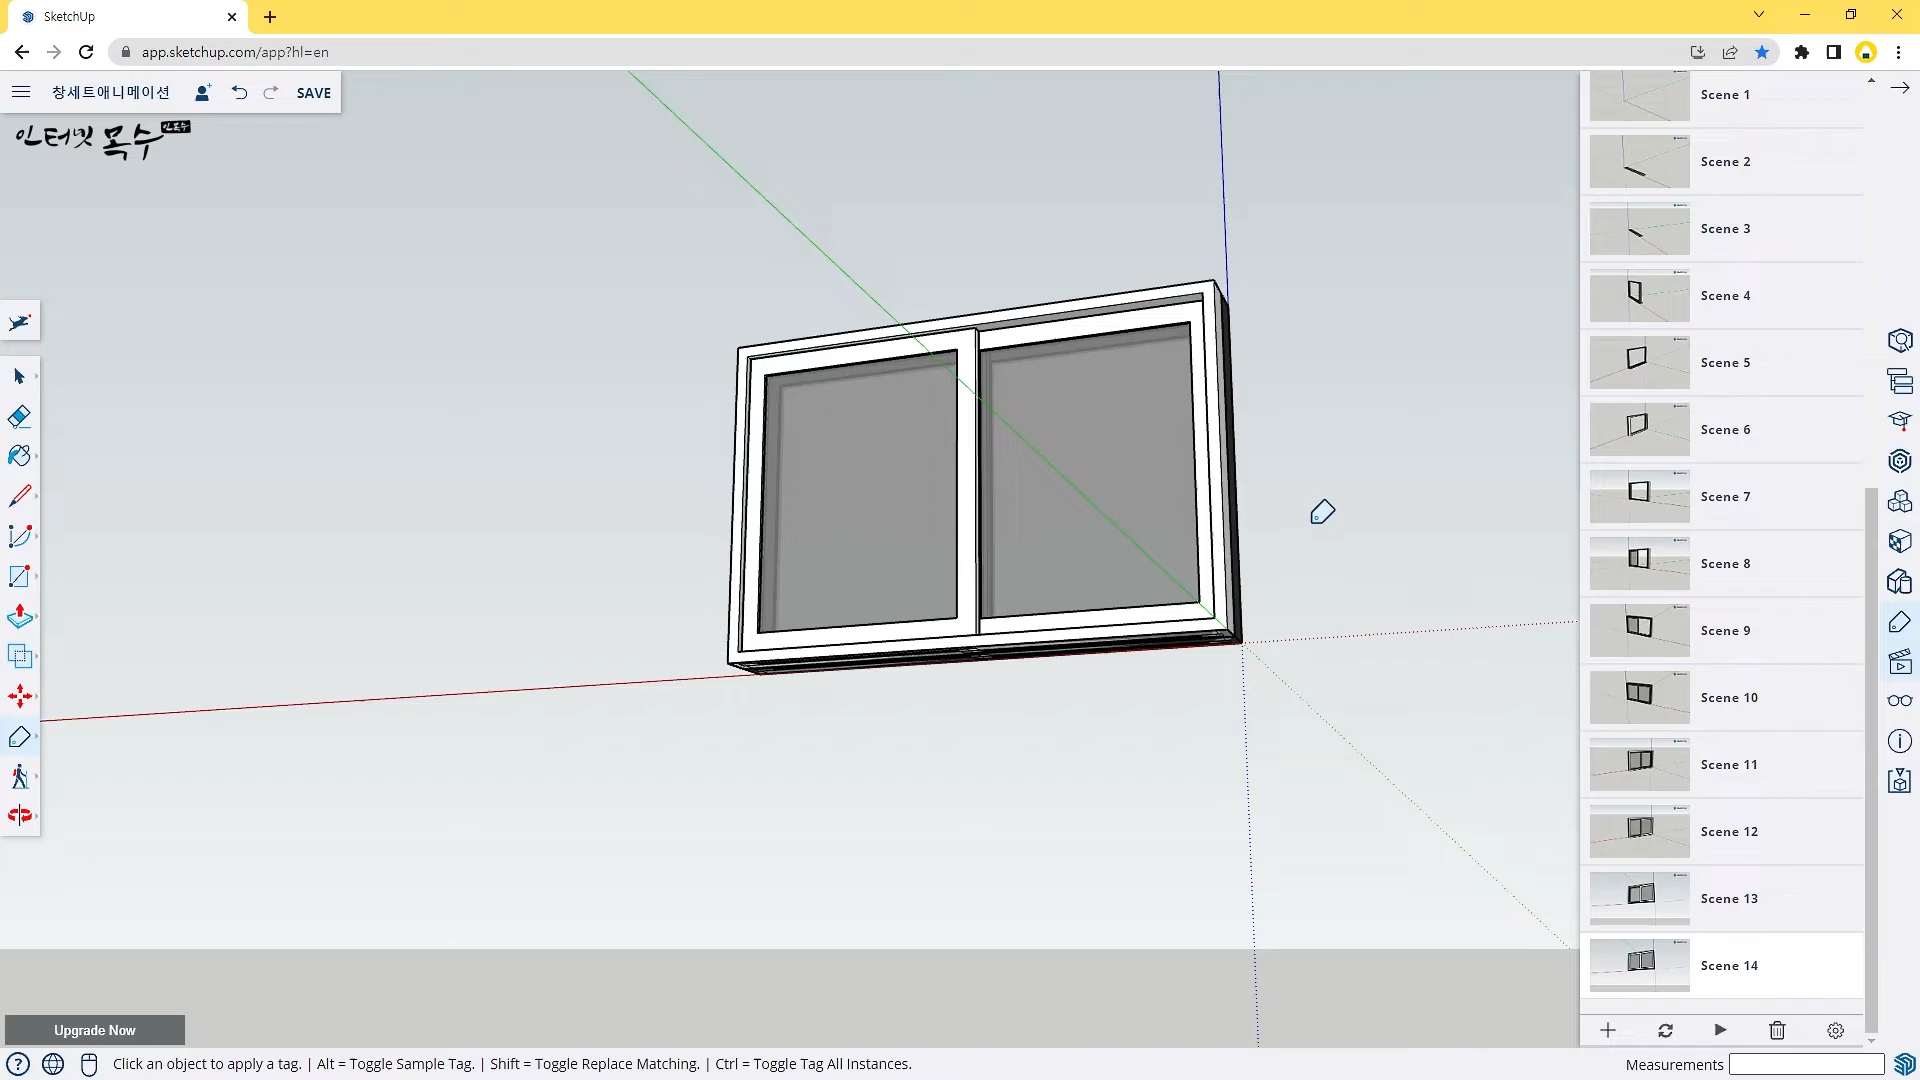 SketchUp
app.sketchup.com/app?hl=en
창세트애니메이션
SAVE
인터넷 목수
Scene 1
Scene 2
Scene 3
Scene 4
Scene 5
Scene 6
Scene 7
Scene 8
Scene 9
Scene 10
Scene 11
Scene 12
Scene 13
Scene 14
Upgrade Now
Click an object to apply a tag. | Alt = Toggle Sample Tag. | Shift = Toggle Replace Matching. | Ctrl = Toggle Tag All Instances.
Measurements